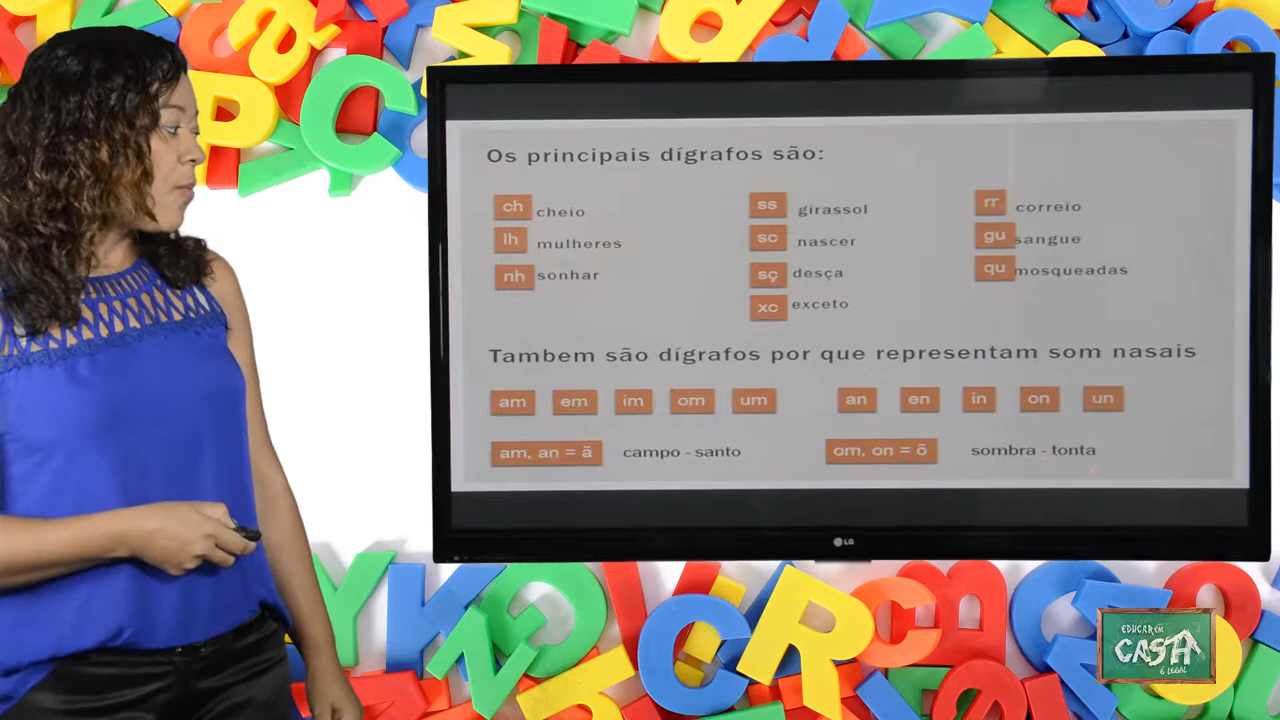 Os principais dígrafos são:
ch cheio
lh mulheres
nh sonhar
ss girassol
sc nascer
sç desça
xc exceto
rr correio
gu sangue
qu mosqueadas
Tambem são dígrafos por que representam som nasais
am em im om um an en in on un
am, an = ã campo - santo om, on = õ sombra - tonta
LG
EDUCAR EM
CASA
É LEGAL